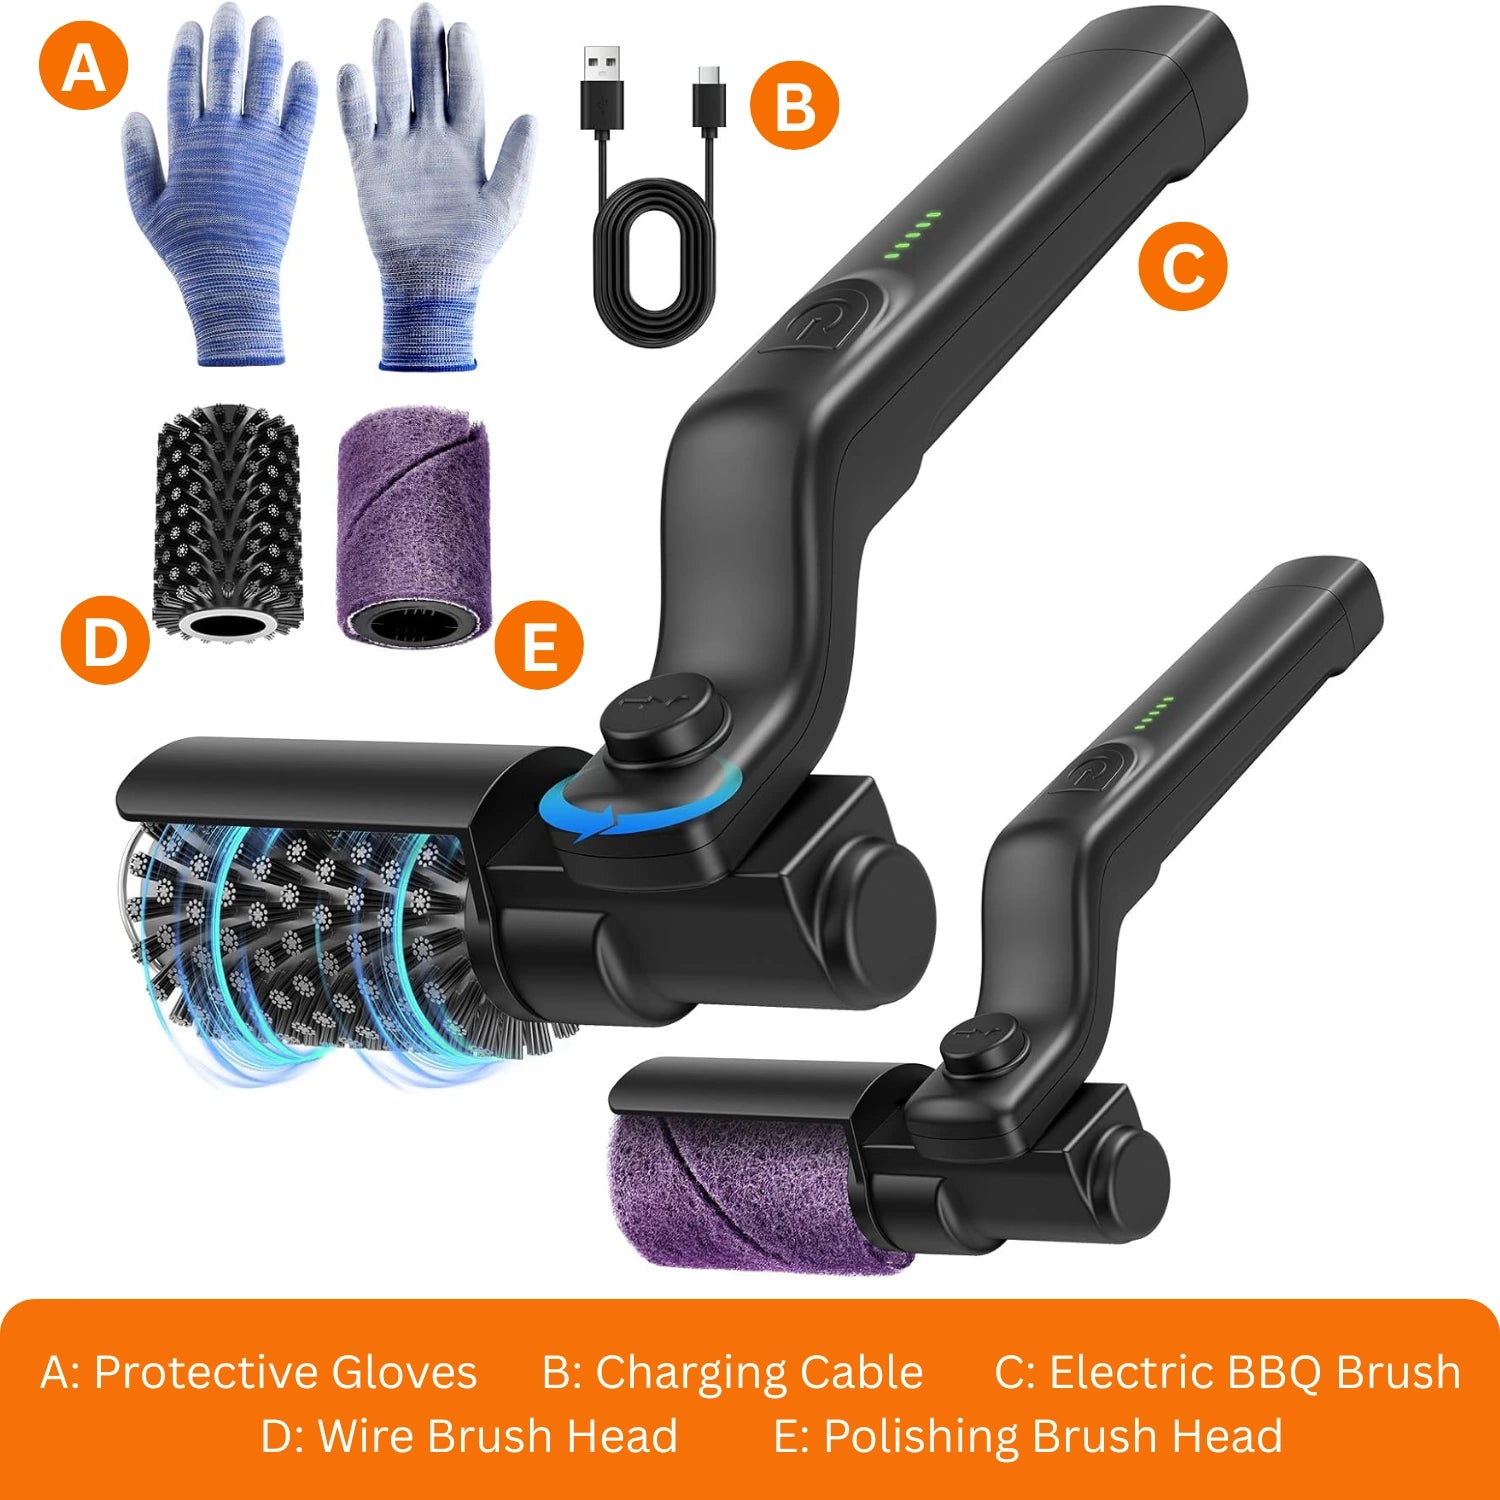 A
B
C
D
E
A: Protective Gloves B: Charging Cable C: Electric BBQ Brush
D: Wire Brush Head E: Polishing Brush Head